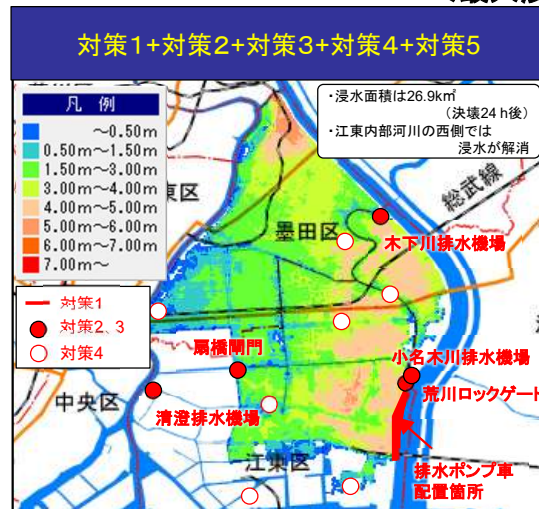 対策1+対策2+対策3+対策4+対策5
凡 例
～0.50m
0.50m～1.50m
1.50m～3.00m
3.00m～4.00m
4.00m～5.00m
5.00m～6.00m
6.00m～7.00m
7.00m～
・浸水面積は26.9k㎡
（決壊24ｈ後）
・江東内部河川の西側では
浸水が解消
対策1
対策2、3
対策4
東区
総武線
墨田区
木下川排水機場
扇橋閘門
小名木川排水機場
中央区
荒川ロックゲート
清澄排水機場
江東区
排水ポンプ車
配置箇所